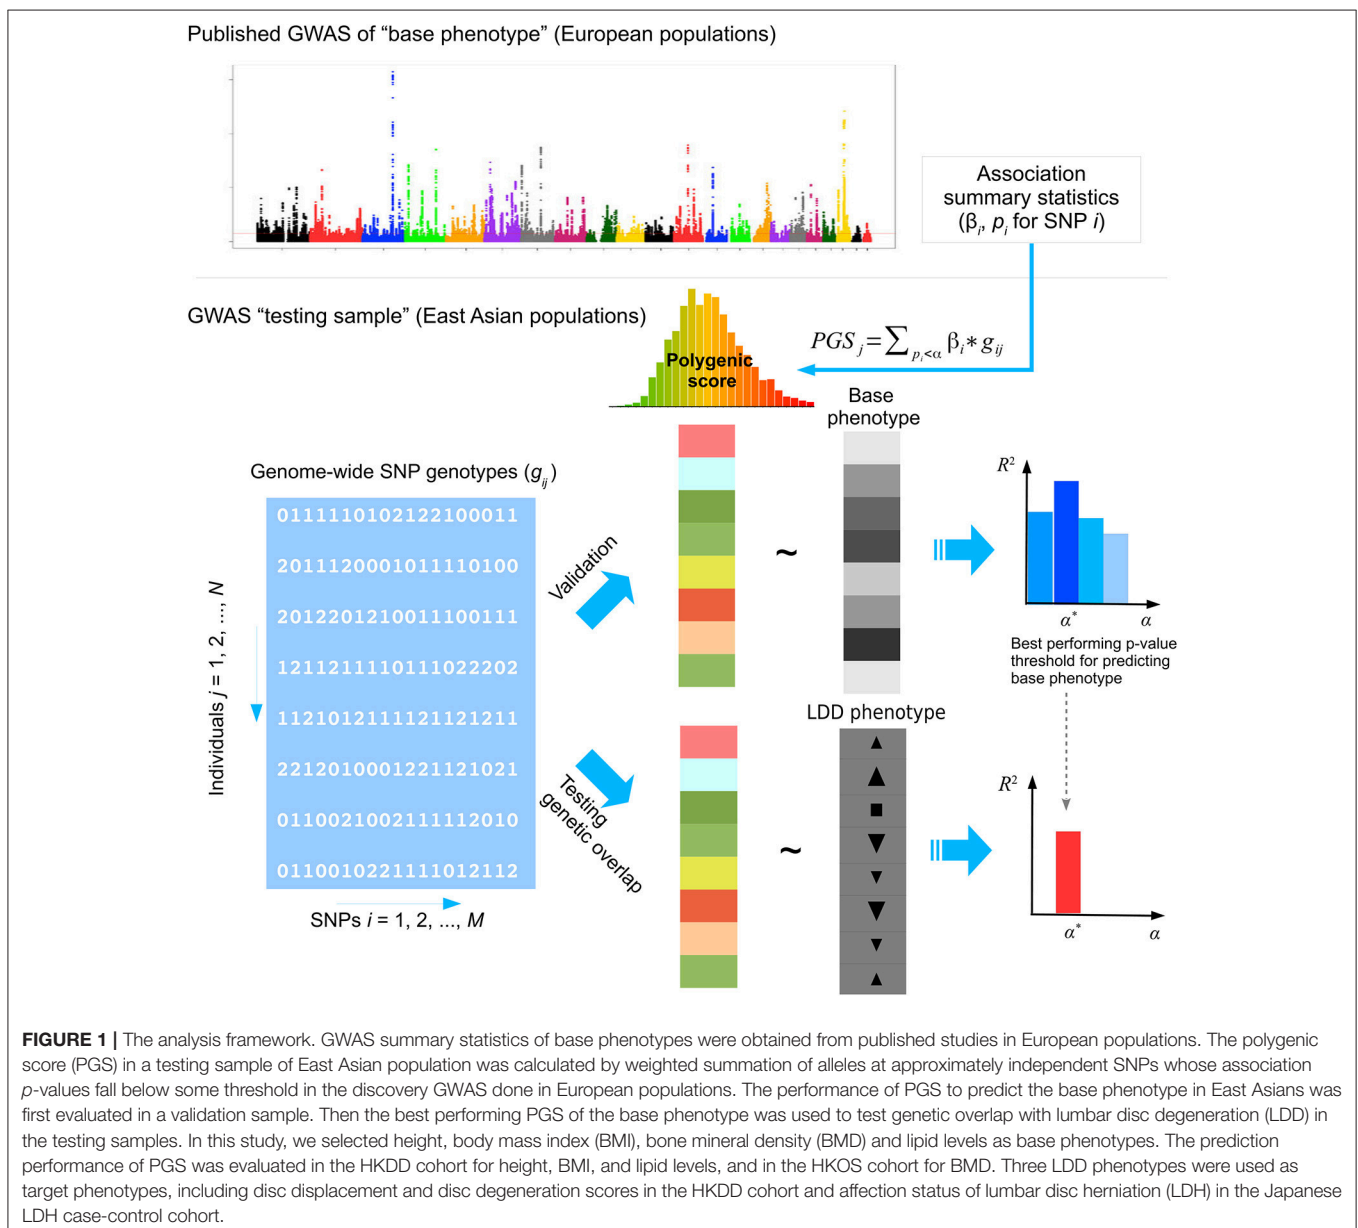 Published GWAS of “base phenotype” (European populations)
Association
summary statistics
(βi, pi for SNP i)
GWAS “testing sample” (East Asian populations)
PGSj=∑pi<αβi*gij
Polygenic
score
Base
phenotype
Genome-wide SNP genotypes (gij)
0111110102122100011
2011120001011110100
2012201210011100111
1211211110111022202
1121012111121121211
2212010001221121021
0110021002111112010
0110010221111012112
Individuals j = 1, 2, ..., N
SNPs i = 1, 2, ..., M
Validation
Testing
genetic overlap
~
R2
α*
α
Best performing p-value
threshold for predicting
base phenotype
LDD phenotype
~
R2
α*
α
FIGURE 1 | The analysis framework. GWAS summary statistics of base phenotypes were obtained from published studies in European populations. The polygenic
score (PGS) in a testing sample of East Asian population was calculated by weighted summation of alleles at approximately independent SNPs whose association
p-values fall below some threshold in the discovery GWAS done in European populations. The performance of PGS to predict the base phenotype in East Asians was
first evaluated in a validation sample. Then the best performing PGS of the base phenotype was used to test genetic overlap with lumbar disc degeneration (LDD) in
the testing samples. In this study, we selected height, body mass index (BMI), bone mineral density (BMD) and lipid levels as base phenotypes. The prediction
performance of PGS was evaluated in the HKDD cohort for height, BMI, and lipid levels, and in the HKOS cohort for BMD. Three LDD phenotypes were used as
target phenotypes, including disc displacement and disc degeneration scores in the HKDD cohort and affection status of lumbar disc herniation (LDH) in the Japanese
LDH case-control cohort.